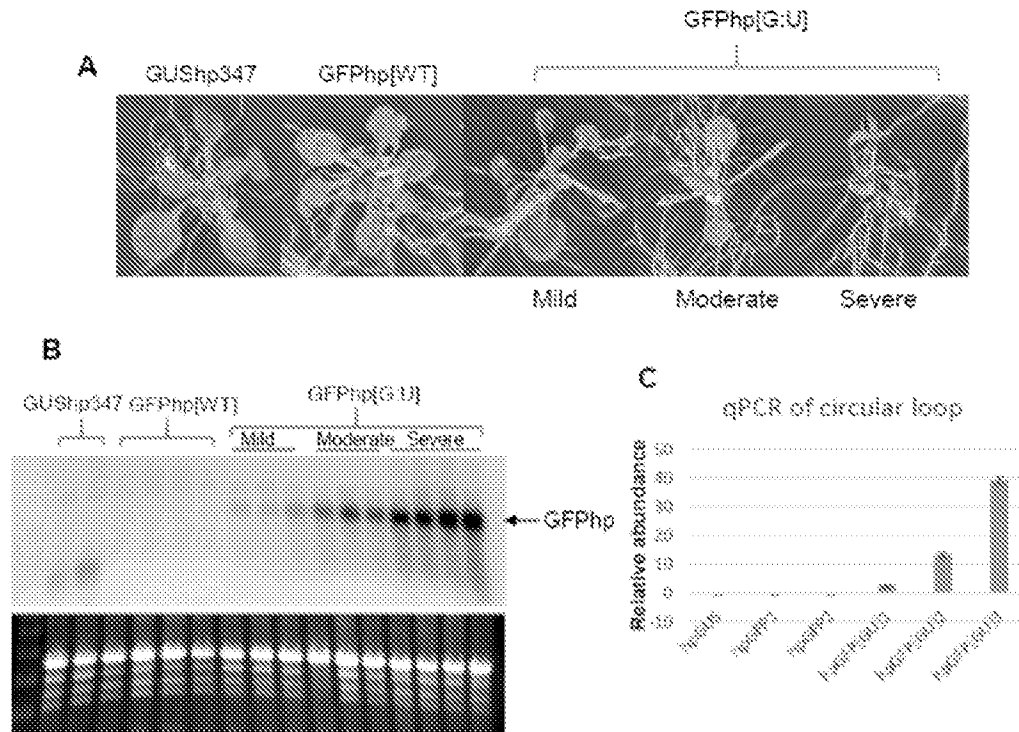 GFPhp[G:U]
A
GUShp347 GFPhp[WT]
Mild Moderate Severe
B
GUShp347 GFPhp[WT] GFPhp[G:U]
Mild Moderate Severe
GFPhp
C
qPCR of circular loop
Relative abundance
50
40
30
20
10
0
-10